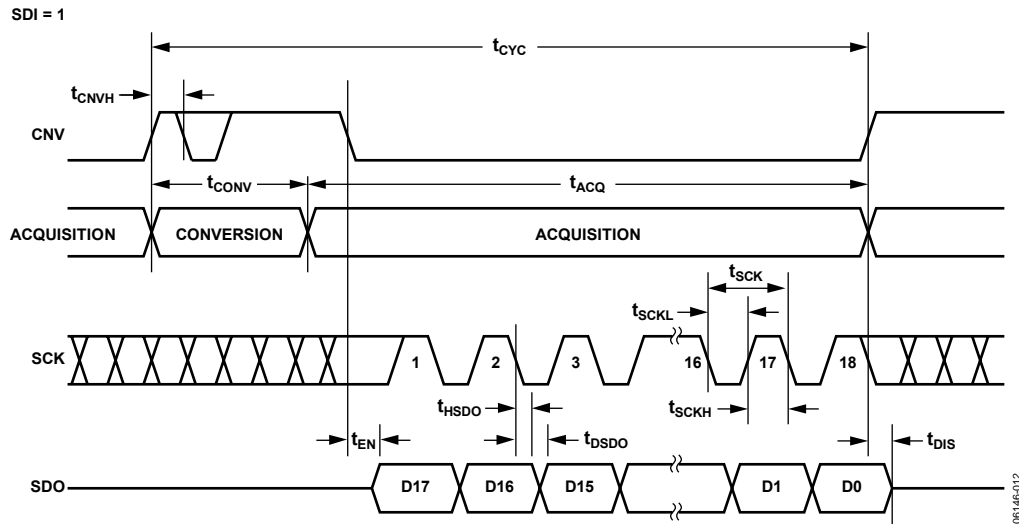 SDI = 1
tCYC
tCNVH
CNV
tCONV
tACQ
ACQUISITION
CONVERSION
ACQUISITION
tSCK
tSCKL
SCK
1
2
3
16
17
18
tHSDO
tSCKH
tEN
tDSDO
tDIS
SDO
D17
D16
D15
D1
D0
06146-012